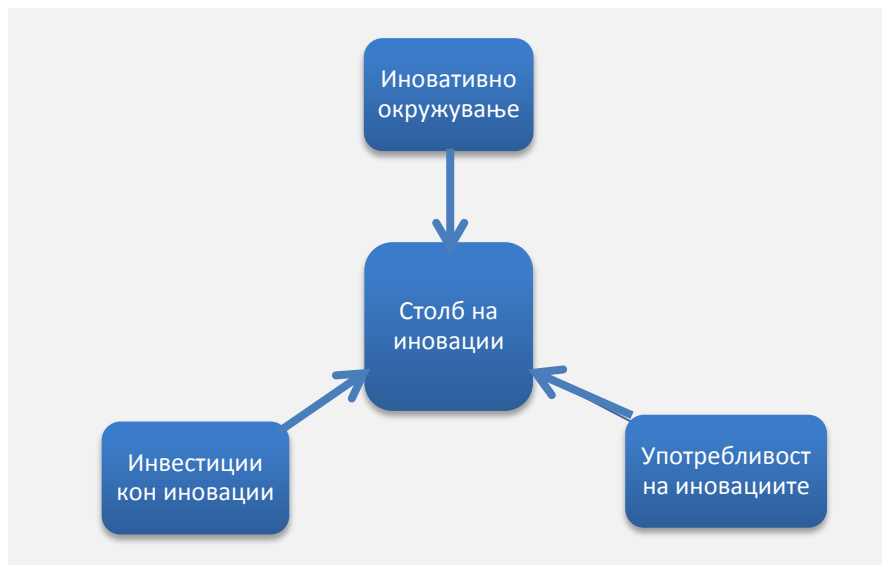 Иновативно
окружување
Столб на
иновации
Инвестиции
кон иновации
Употребливост
на иновациите